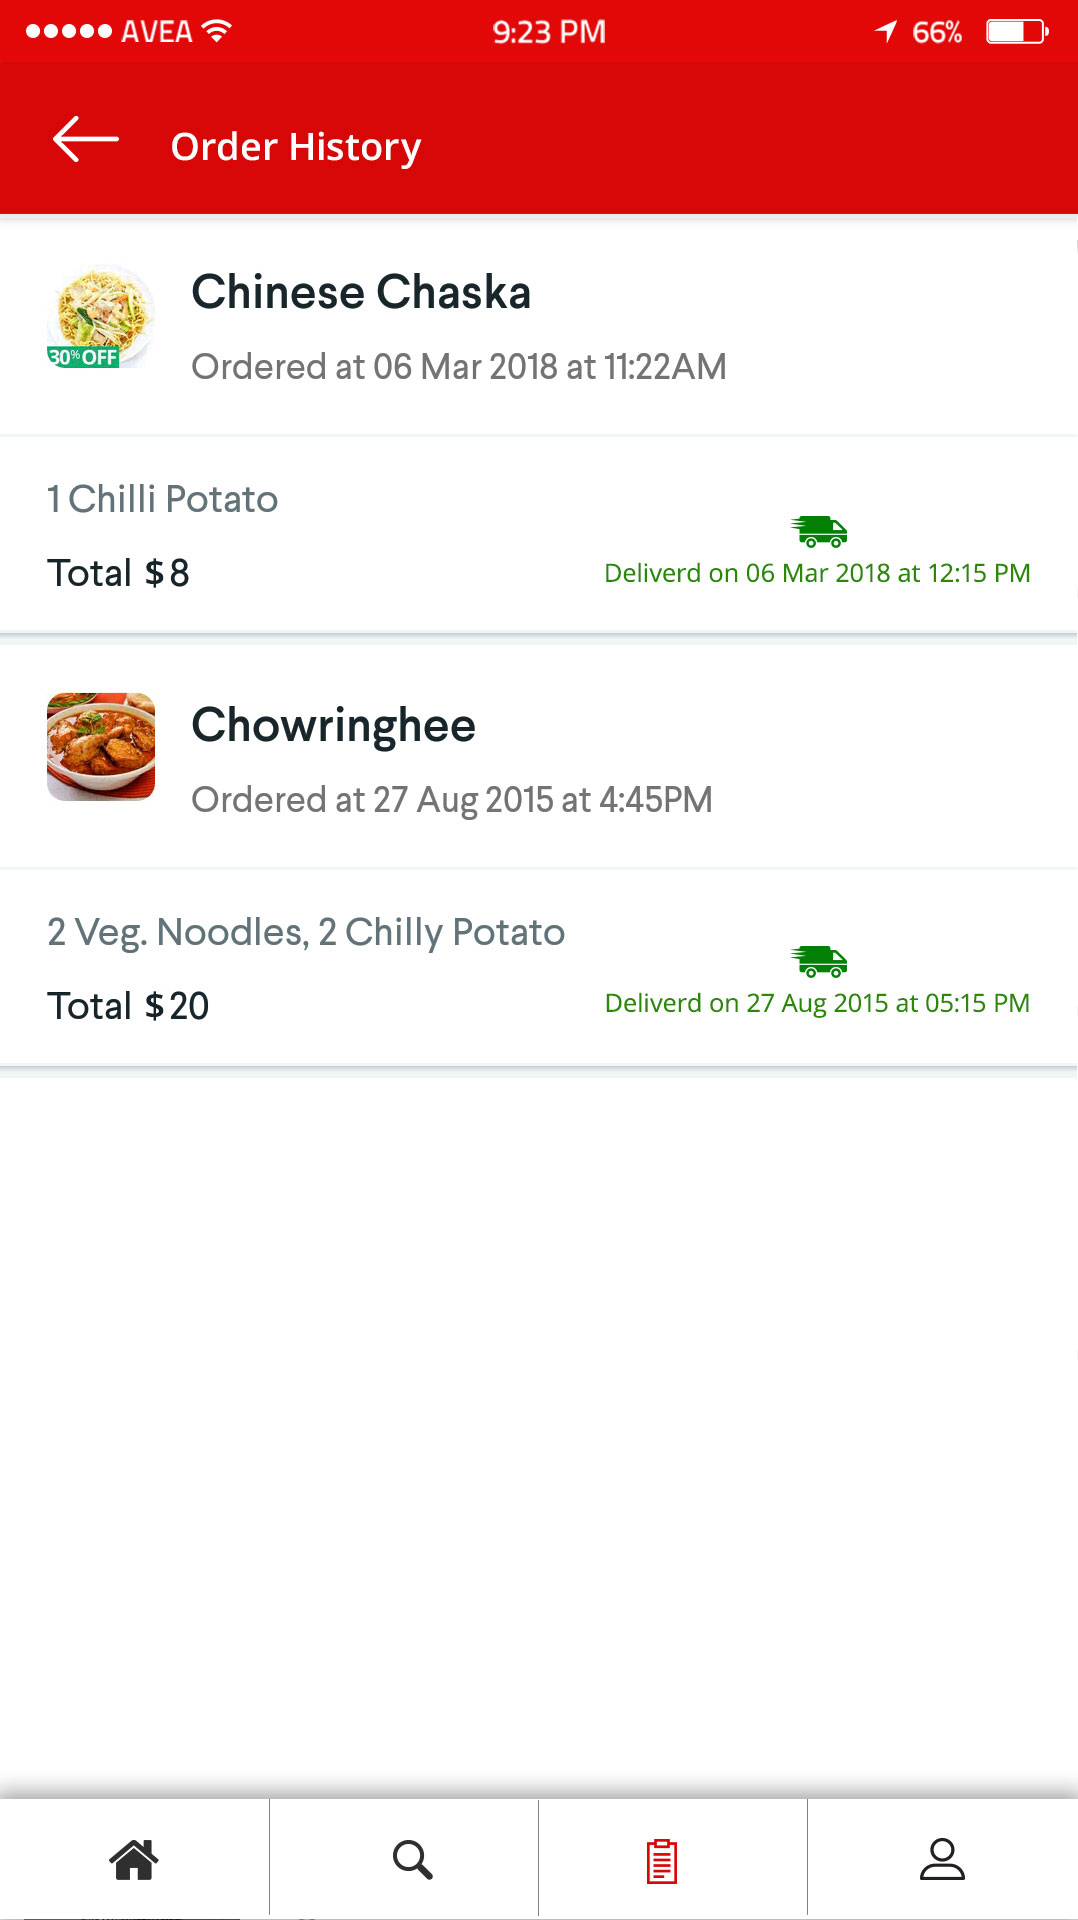 AVEA 9:23 PM 66%
Order History
Chinese Chaska
30% OFF
Ordered at 06 Mar 2018 at 11:22AM
1 Chilli Potato
Total $8
Deliverd on 06 Mar 2018 at 12:15 PM
Chowringhee
Ordered at 27 Aug 2015 at 4:45PM
2 Veg. Noodles, 2 Chilly Potato
Total $20
Deliverd on 27 Aug 2015 at 05:15 PM